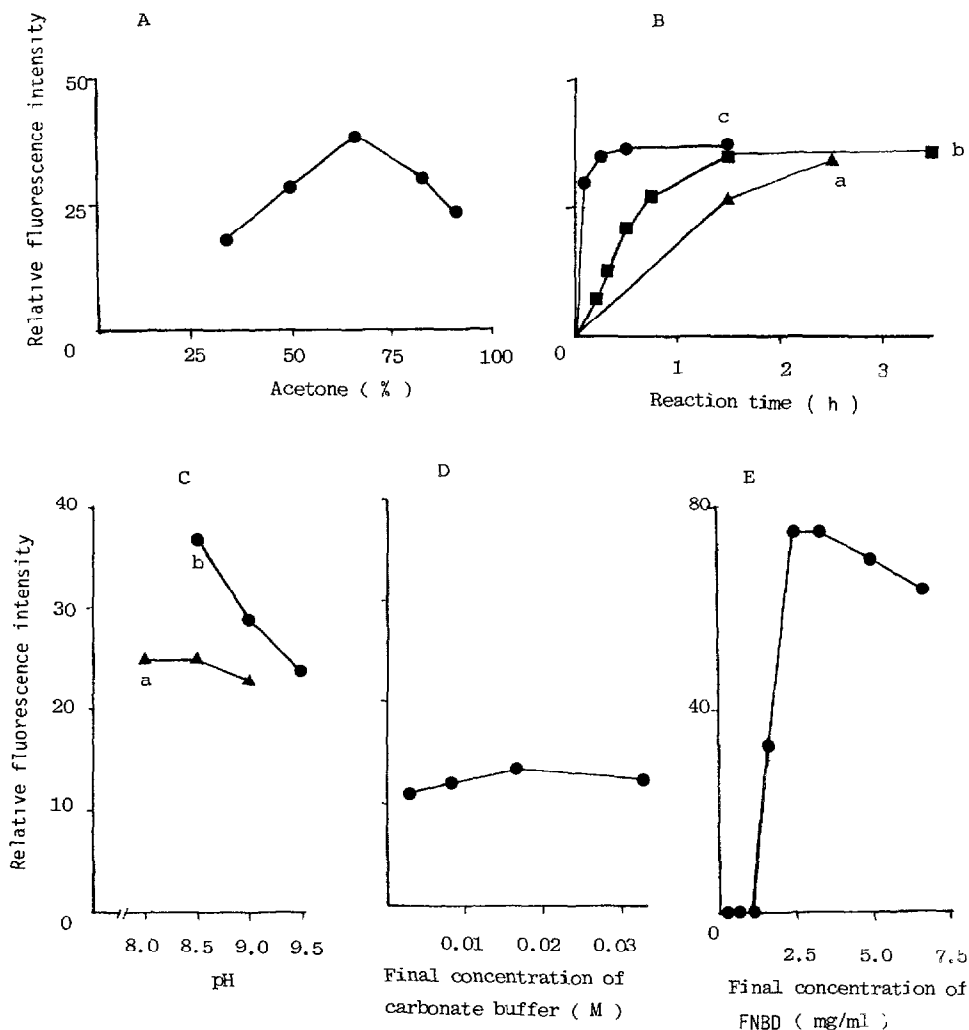 A
B
Relative fluorescence intensity
50
25
0
25
50
75
100
Acetone ( % )
c
b
a
0
1
2
3
Reaction time ( h )
C
D
E
Relative fluorescence intensity
40
30
20
10
0
b
a
8.0
8.5
9.0
9.5
pH
0.01
0.02
0.03
Final concentration of
carbonate buffer ( M )
80
40
0
2.5
5.0
7.5
Final concentration of
FNBD ( mg/ml )